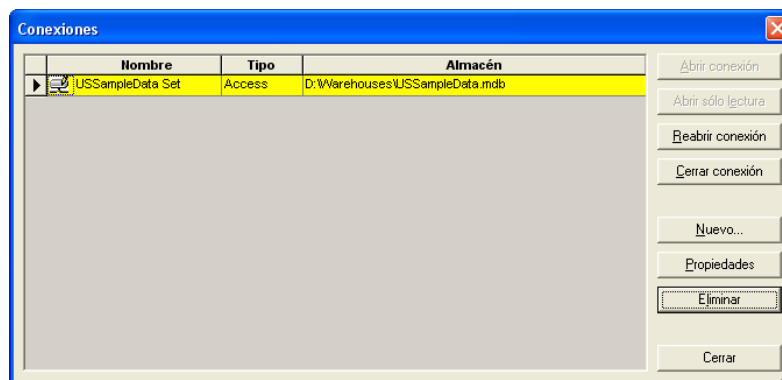 Conexiones
Nombre Tipo Almacén
USSampleData Set Access D:\Warehouses\USSampleData.mdb
Abrir conexión
Abrir sólo lectura
Reabrir conexión
Cerrar conexión
Nuevo...
Propiedades
Eliminar
Cerrar